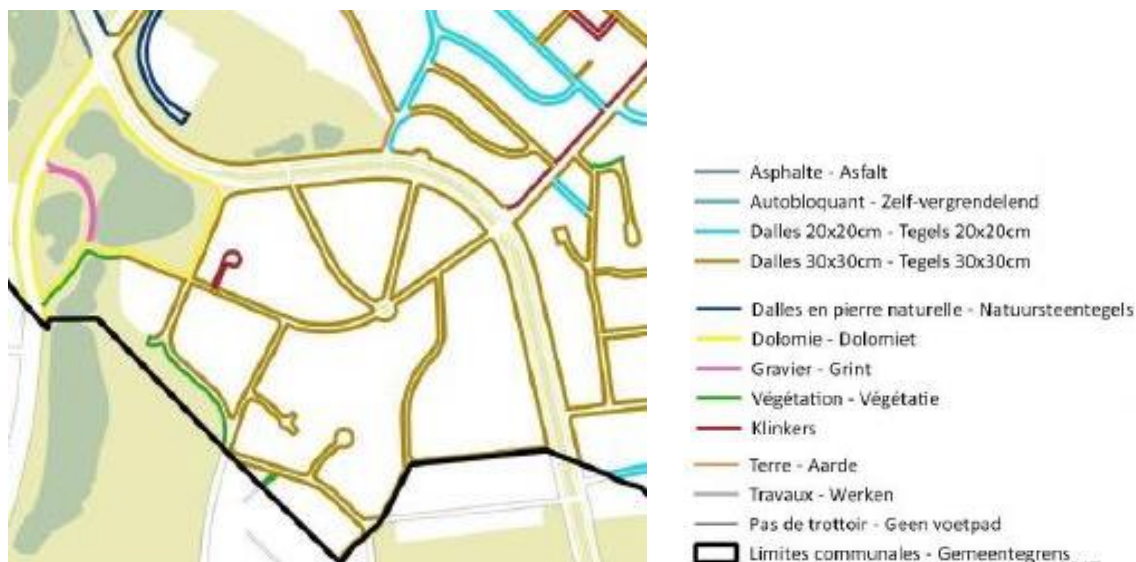 Asphalte - Asfalt
Autobloquant - Zelf-vergrendelend
Dalles 20x20cm - Tegels 20x20cm
Dalles 30x30cm - Tegels 30x30cm
Dalles en pierre naturelle - Natuursteentegels
Dolomie - Dolomiet
Gravier - Grint
Végétation - Végétatie
Klinkers
Terre - Aarde
Travaux - Werken
Pas de trottoir - Geen voetpad
Limites communales - Gemeentegrens